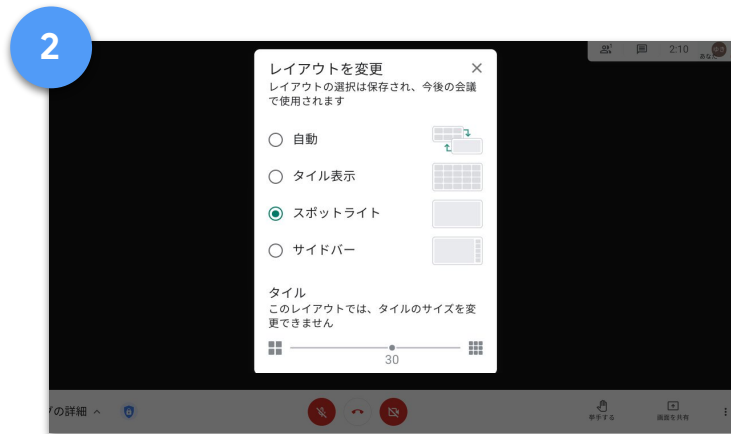 2
2:10
あなた
レイアウトを変更
レイアウトの選択は保存され、今後の会議
で使用されます
自動
タイル表示
スポットライト
サイドバー
タイル
このレイアウトでは、タイルのサイズを変
更できません
30
の詳細
挙手する
画面を共有